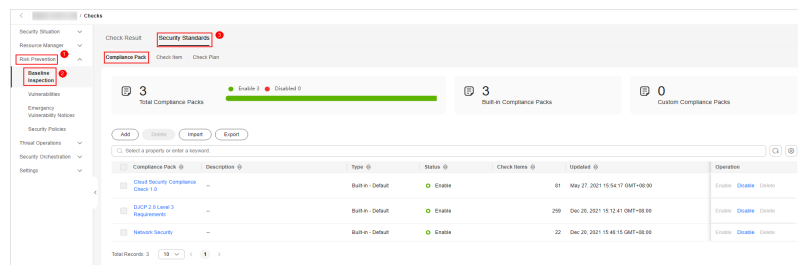 / Checks
Security Situation
Resource Manager
Risk Prevention
1
Baseline
Inspection
2
Vulnerabilities
Emergency
Vulnerability Notices
Security Policies
Threat Operations
Security Orchestration
Settings
Check Result
Security Standards
3
Compliance Pack
Check Item
Check Plan
3
Total Compliance Packs
Enable 3
Disabled 0
3
Built-in Compliance Packs
0
Custom Compliance Packs
Add
Delete
Import
Export
Select a property or enter a keyword.
Compliance Pack Description Type Status Check Items Updated Operation
Cloud Security Compliance
Check 1.0
-- Built-in - Default Enable 81 May 27, 2021 15:54:17 GMT+08:00 Enable Disable Delete
DJCP 2.0 Level 3
Requirements
-- Built-in - Default Enable 259 Dec 20, 2021 15:12:41 GMT+08:00 Enable Disable Delete
Network Security -- Built-in - Default Enable 22 Dec 20, 2021 15:46:15 GMT+08:00 Enable Disable Delete
Total Records: 3 10 < 1 >